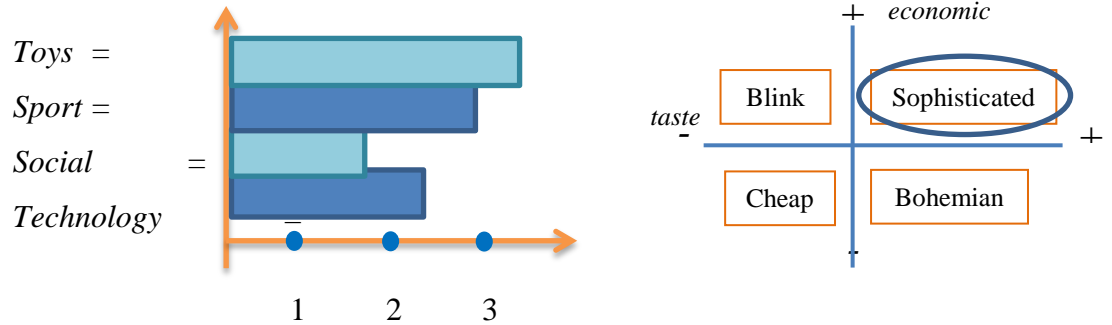 Toys =
Sport =
Social =
Technology =
1 2 3
+ economic
Blink Sophisticated
taste
- +
Cheap Bohemian
-